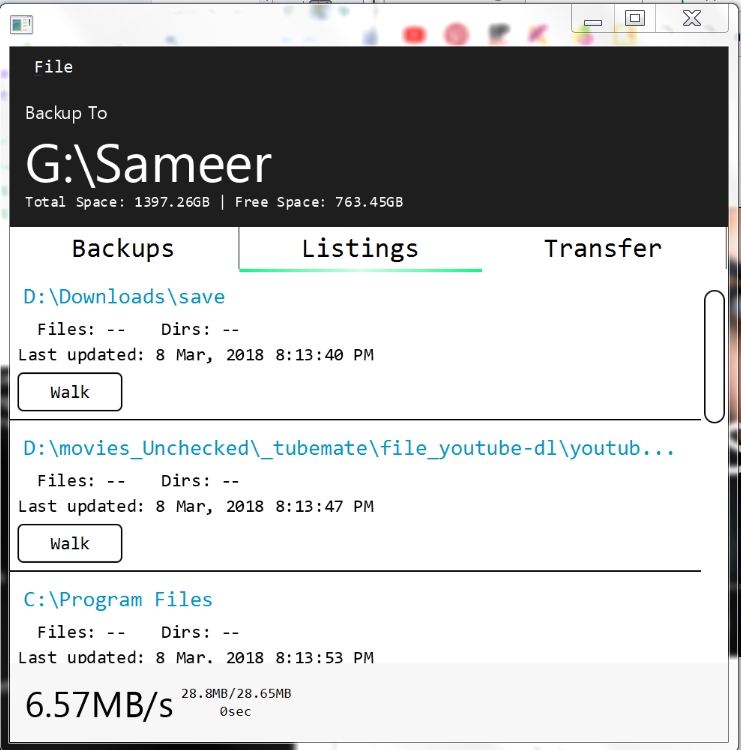 File
Backup To
G:\Sameer
Total Space: 1397.26GB | Free Space: 763.45GB
Backups Listings Transfer
D:\Downloads\save
Files: -- Dirs: --
Last updated: 8 Mar, 2018 8:13:40 PM
Walk
D:\movies_Unchecked\_tubemate\file_youtube-dl\youtub...
Files: -- Dirs: --
Last updated: 8 Mar, 2018 8:13:47 PM
Walk
C:\Program Files
Files: -- Dirs: --
Last updated: 8 Mar, 2018 8:13:53 PM
6.57MB/s 28.8MB/28.65MB
0sec